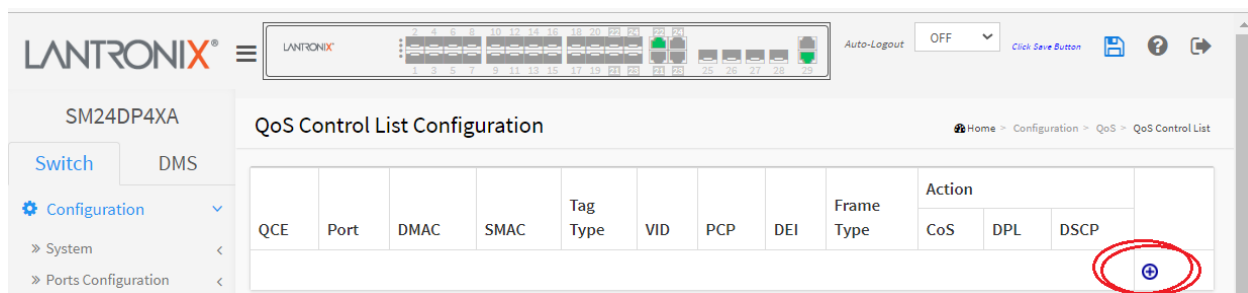 LANTRONIX®
LANTRONIX
2 4 6 8 10 12 14 16 18 20 22 24 22 24
1 3 5 7 9 11 13 15 17 19 21 23 21 23 25 26 27 28 29
Auto-Logout OFF Click Save Button
SM24DP4XA
QoS Control List Configuration
Home > Configuration > QoS > QoS Control List
Switch DMS
Configuration
» System
» Ports Configuration
QCE Port DMAC SMAC Tag Type VID PCP DEI Frame Type Action
CoS DPL DSCP